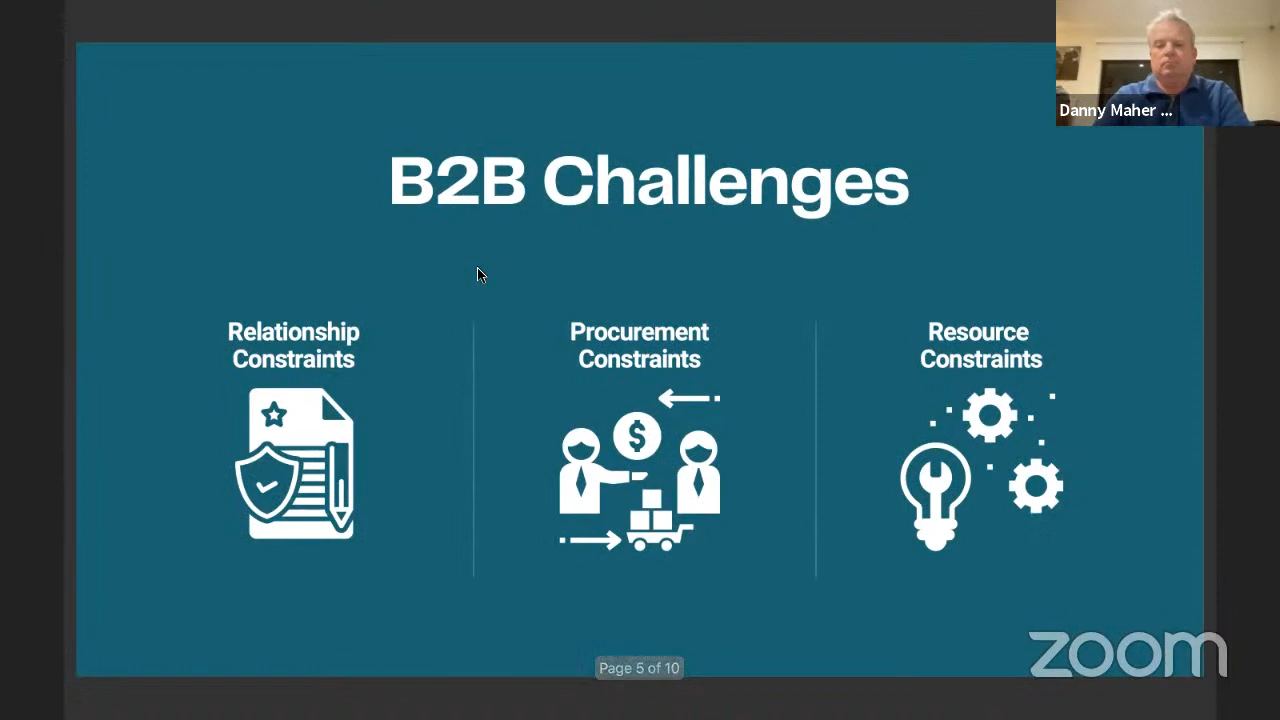 Danny Maher ...
B2B Challenges
Relationship
Constraints
Procurement
Constraints
Resource
Constraints
$
Page 5 of 10
zoom